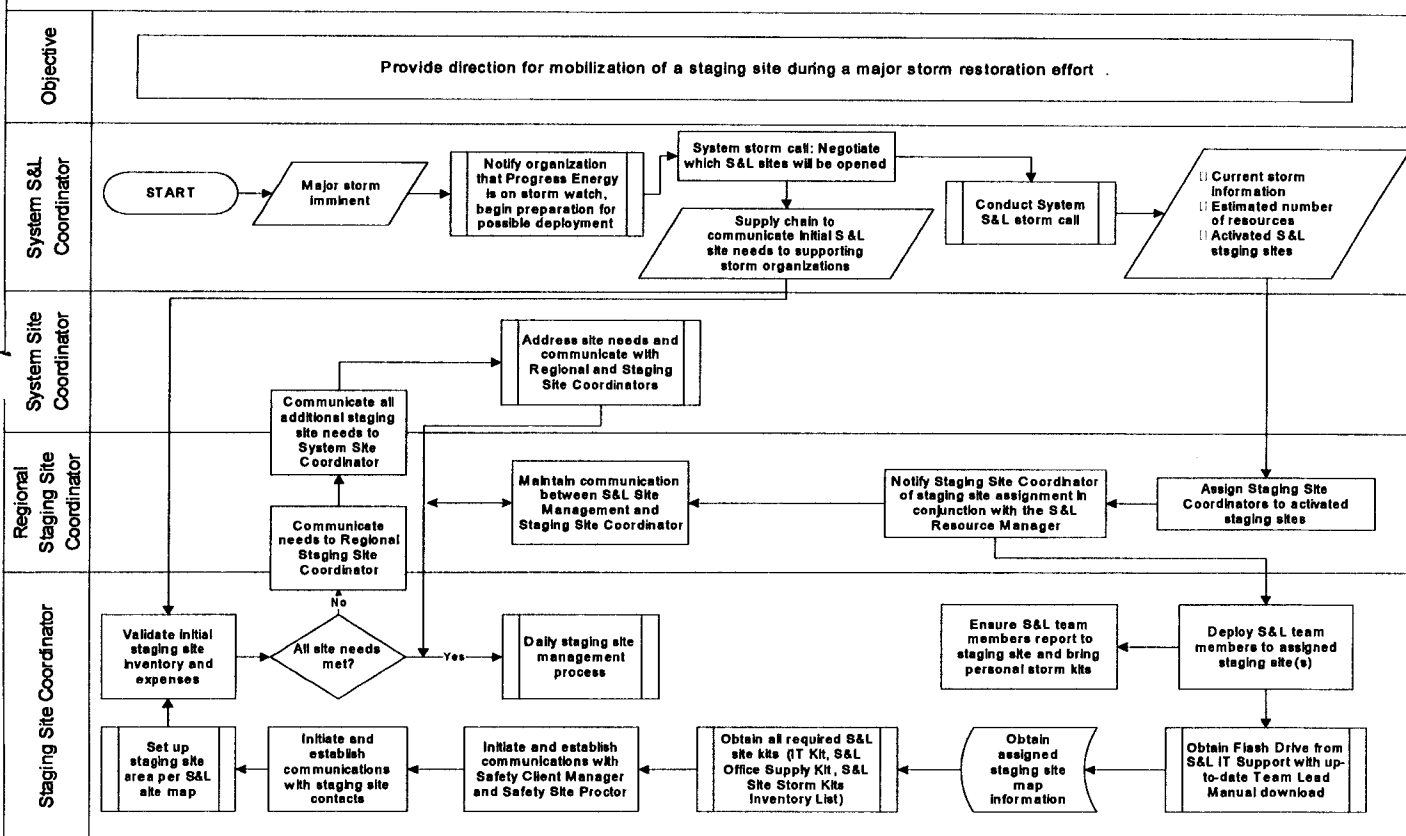 Objective
Provide direction for mobilization of a staging site during a major storm restoration effort .
System S&L
Coordinator
START
Major storm
imminent
Notify organization
that Progress Energy
is on storm watch,
begin preparation for
possible deployment
System storm call: Negotiate
which S&L sites will be opened
Supply chain to
communicate initial S&L
site needs to supporting
storm organizations
Conduct System
S&L storm call
Current storm
information
Estimated number
of resources
Activated S&L
staging sites
System Site
Coordinator
Address site needs and
communicate with
Regional and Staging
Site Coordinators
Communicate all
additional staging
site needs to
System Site
Coordinator
Regional
Staging Site
Coordinator
Communicate
needs to Regional
Staging Site
Coordinator
Maintain communication
between S&L Site
Management and
Staging Site Coordinator
Notify Staging Site Coordinator
of staging site assignment in
conjunction with the S&L
Resource Manager
Assign Staging Site
Coordinators to activated
staging sites
Staging Site Coordinator
Validate initial
staging site
inventory and
expenses
No
All site needs
met?
Yes
Daily staging site
management
process
Ensure S&L team
members report to
staging site and bring
personal storm kits
Deploy S&L team
members to assigned
staging site(s)
Set up
staging site
area per S&L
site map
Initiate and
establish
communications
with staging site
contacts
Initiate and establish
communications with
Safety Client Manager
and Safety Site Proctor
Obtain all required S&L
site kits (IT Kit, S&L
Office Supply Kit, S&L
Site Storm Kits
Inventory List)
Obtain
assigned
staging site
map
information
Obtain Flash Drive from
S&L IT Support with up-
to-date Team Lead
Manual download